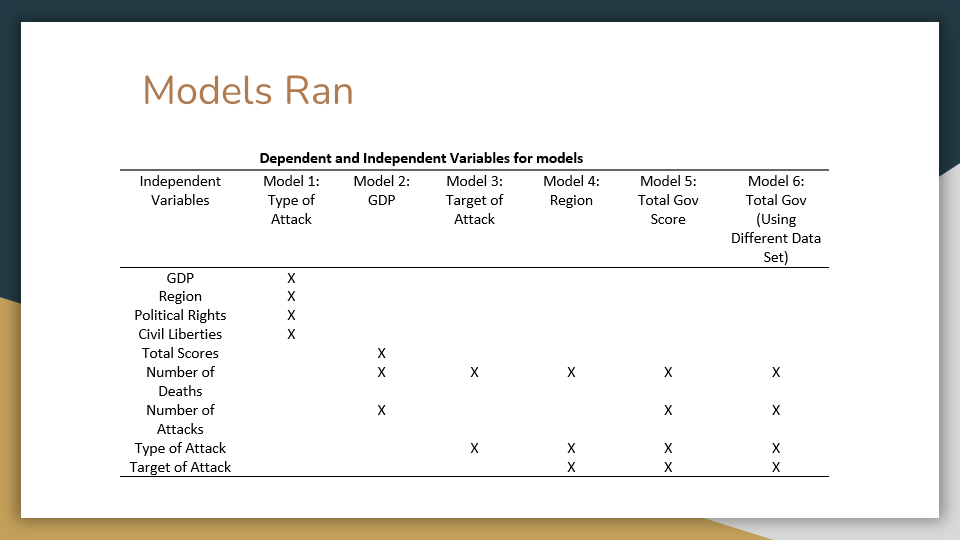 Models Ran
Dependent and Independent Variables for models
Independent Variables Model 1: Type of Attack Model 2: GDP Model 3: Target of Attack Model 4: Region Model 5: Total Gov Score Model 6: Total Gov (Using Different Data Set)
GDP X
Region X
Political Rights X
Civil Liberties X
Total Scores X
Number of Deaths X X X X X
Number of Attacks X X X
Type of Attack X X X X
Target of Attack X X X